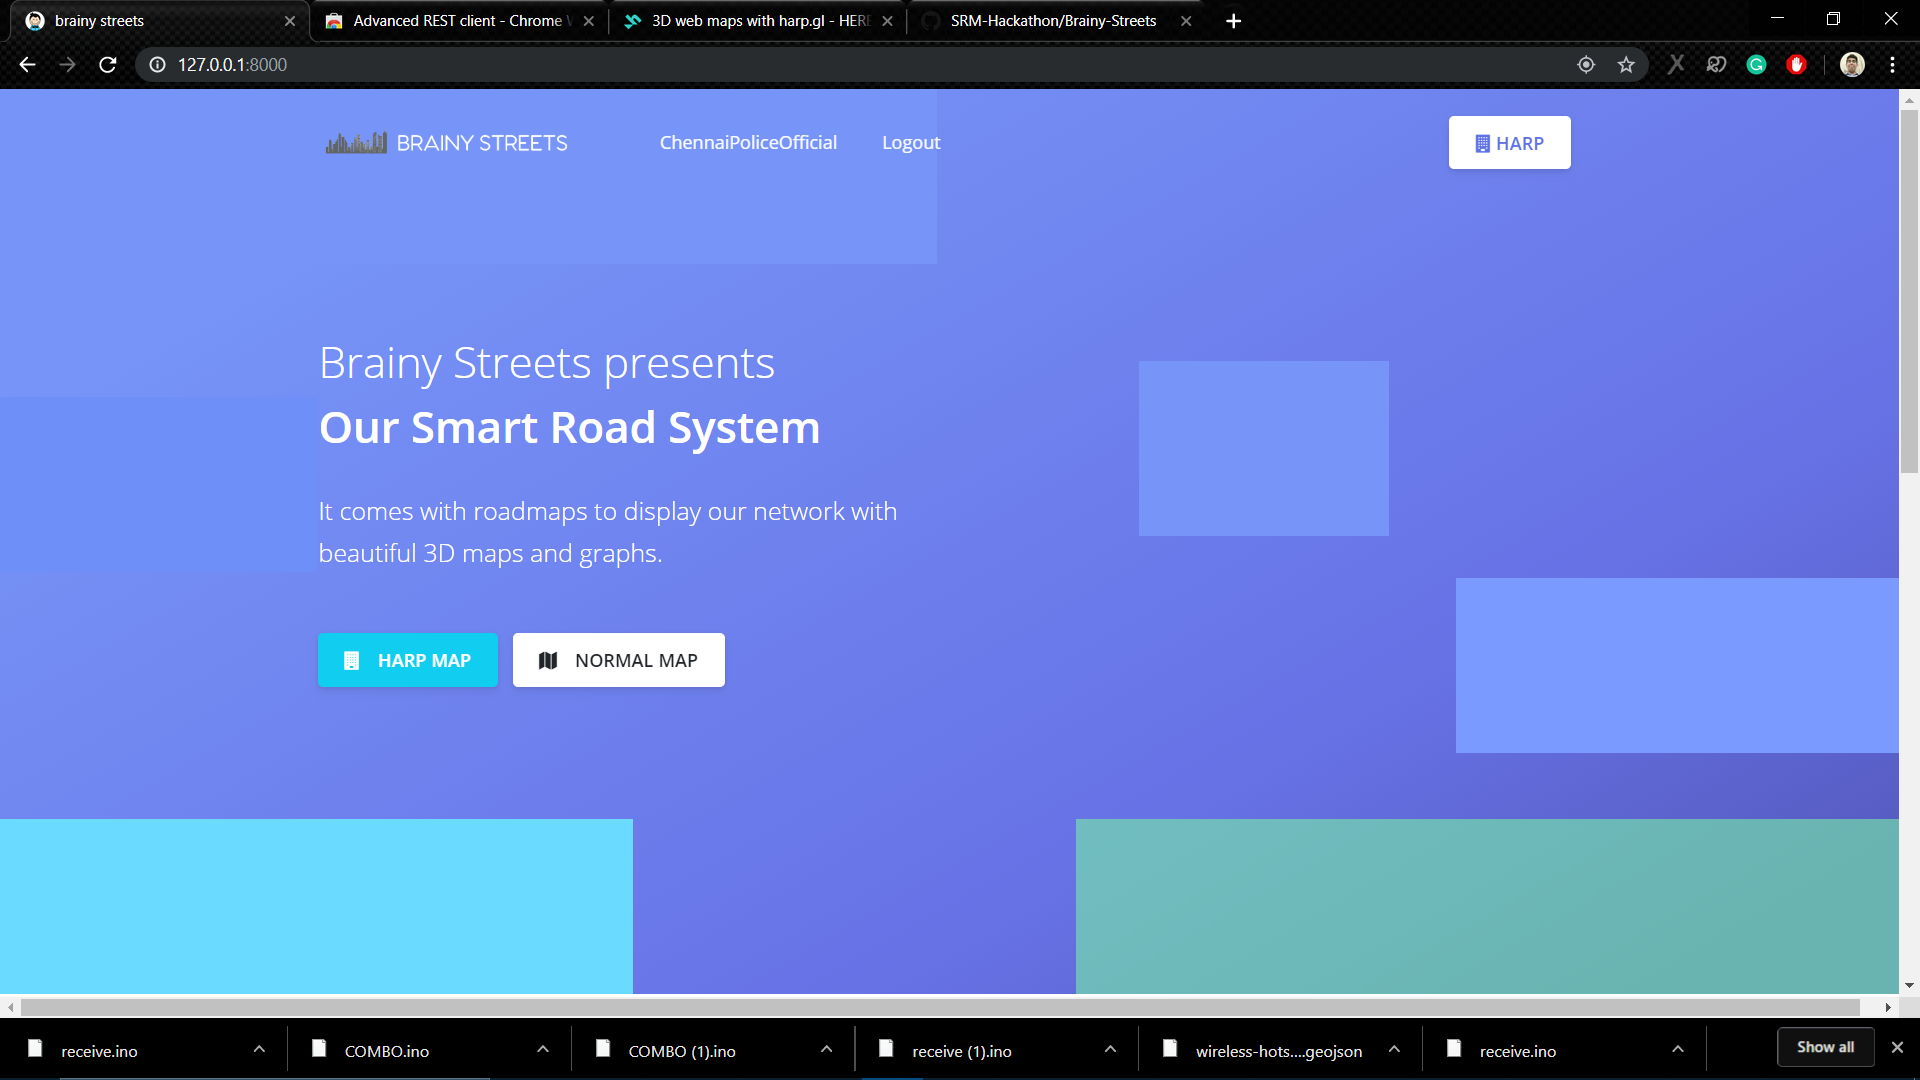 brainy streets
Advanced REST client - Chrome
3D web maps with harp.gl - HERE
SRM-Hackathon/Brainy-Streets
127.0.0.1:8000
BRAINY STREETS
ChennaiPoliceOfficial
Logout
HARP
Brainy Streets presents
Our Smart Road System
It comes with roadmaps to display our network with
beautiful 3D maps and graphs.
HARP MAP
NORMAL MAP
receive.ino
COMBO.ino
COMBO (1).ino
receive (1).ino
wireless-hots....geojson
receive.ino
Show all